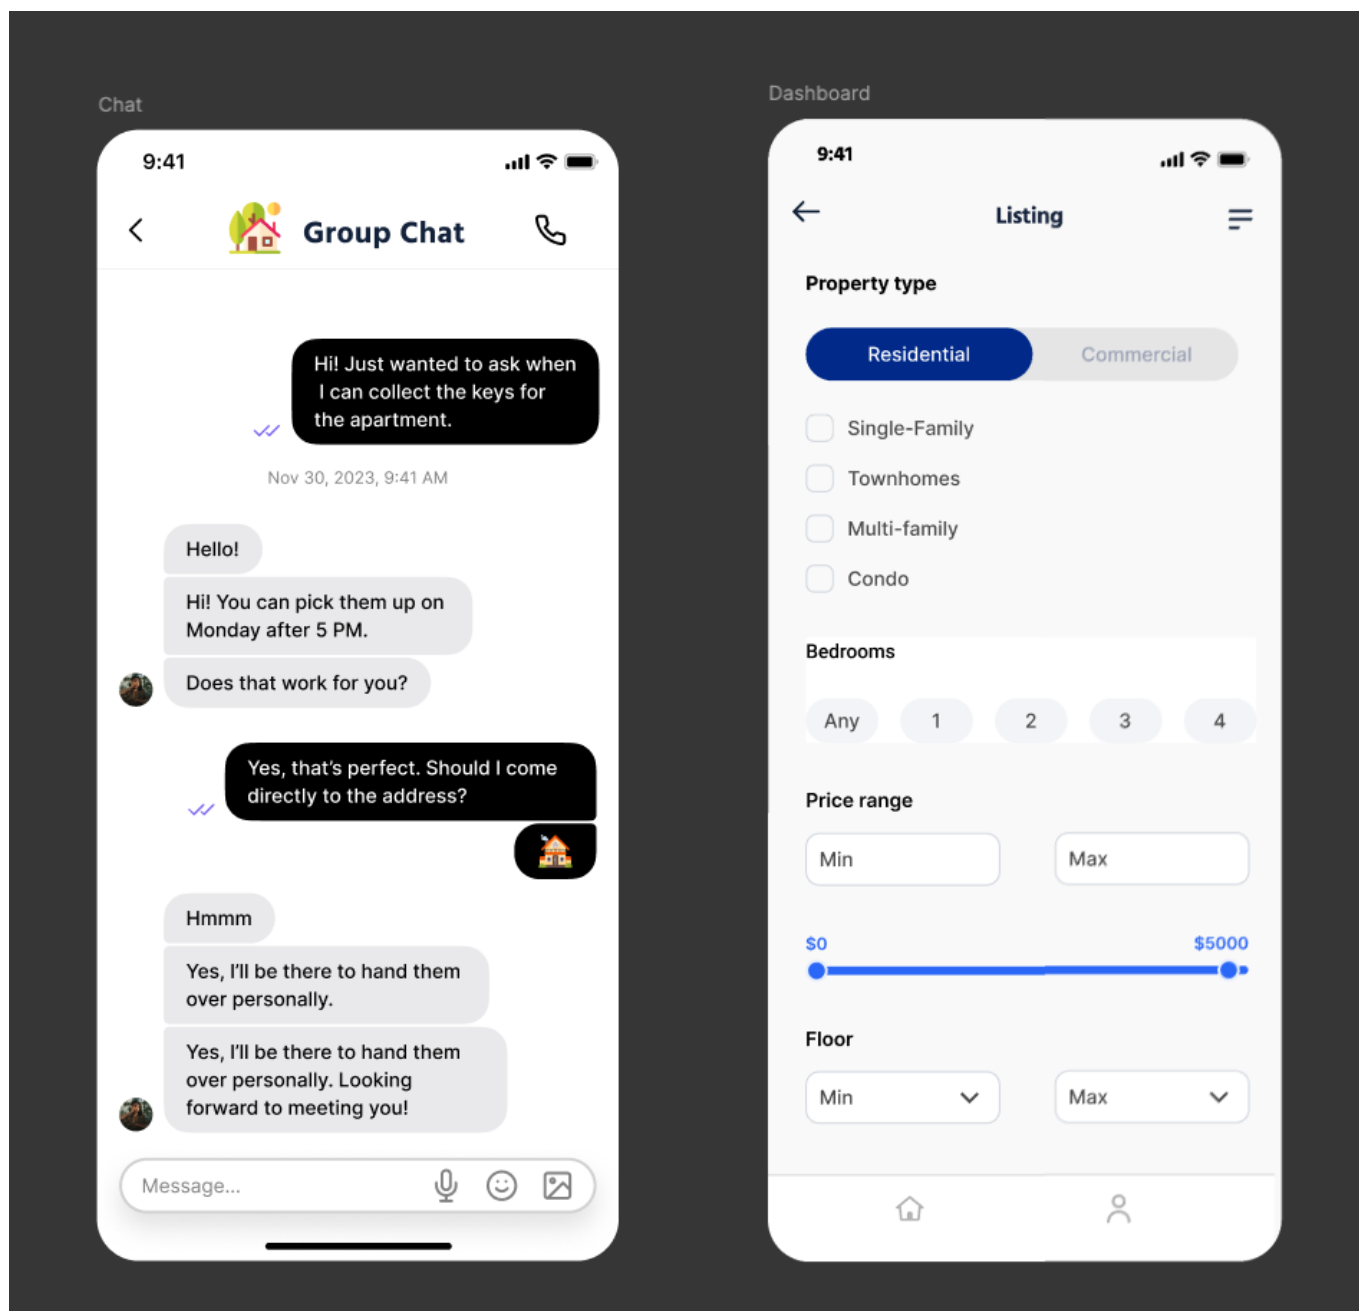 Chat
9:41
Group Chat
Hi! Just wanted to ask when
I can collect the keys for
the apartment.
Nov 30, 2023, 9:41 AM
Hello!
Hi! You can pick them up on
Monday after 5 PM.
Does that work for you?
Yes, that's perfect. Should I come
directly to the address?
Hmmm
Yes, I'll be there to hand them
over personally.
Yes, I'll be there to hand them
over personally. Looking
forward to meeting you!
Message...
Dashboard
9:41
Listing
Property type
Residential Commercial
Single-Family
Townhomes
Multi-family
Condo
Bedrooms
Any 1 2 3 4
Price range
Min Max
$0 $5000
Floor
Min Max